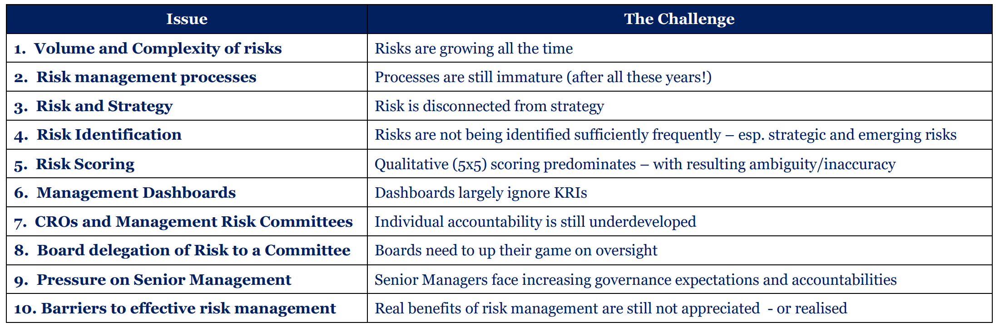 Issue The Challenge
1. Volume and Complexity of risks Risks are growing all the time
2. Risk management processes Processes are still immature (after all these years!)
3. Risk and Strategy Risk is disconnected from strategy
4. Risk Identification Risks are not being identified sufficiently frequently – esp. strategic and emerging risks
5. Risk Scoring Qualitative (5x5) scoring predominates – with resulting ambiguity/inaccuracy
6. Management Dashboards Dashboards largely ignore KRIs
7. CROs and Management Risk Committees Individual accountability is still underdeveloped
8. Board delegation of Risk to a Committee Boards need to up their game on oversight
9. Pressure on Senior Management Senior Managers face increasing governance expectations and accountabilities
10. Barriers to effective risk management Real benefits of risk management are still not appreciated - or realised